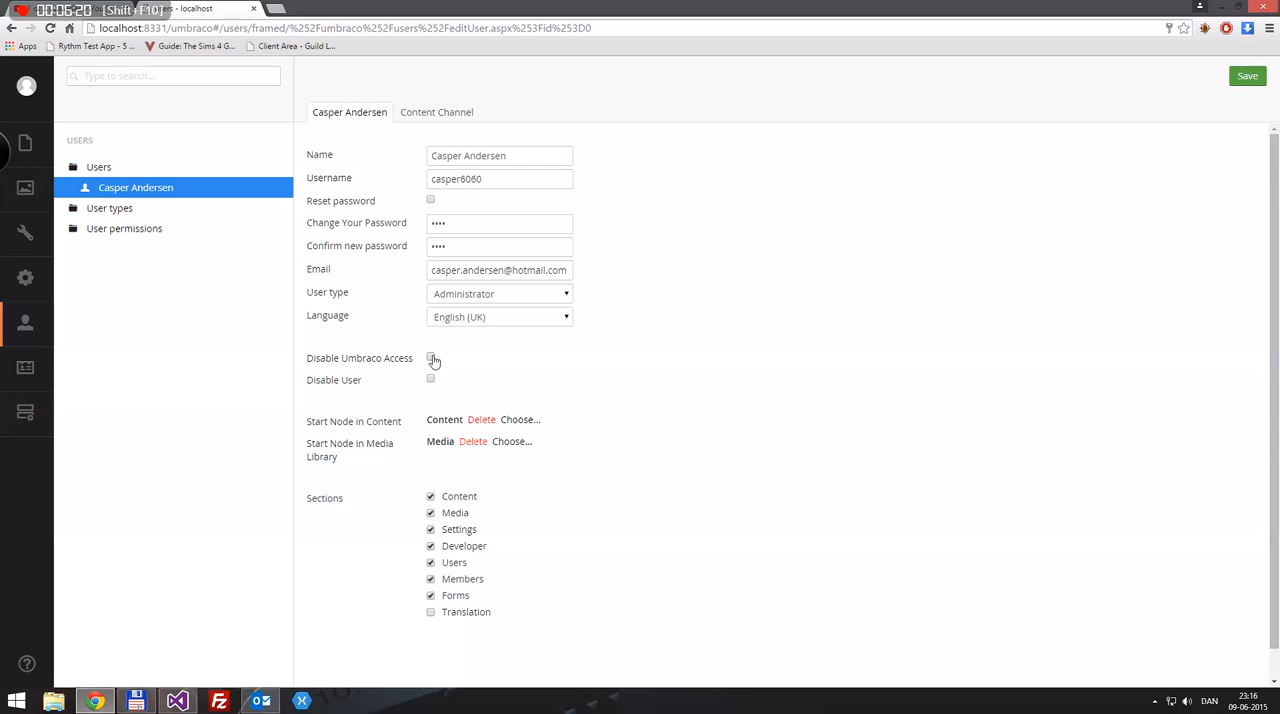 00:06:20 [Shift+F10]
rs - localhost
localhost:8331/umbraco#/users/framed/%252Fumbraco%252Fusers%252FeditUser.aspx%253Fid%253D0
Apps
Rythm Test App - 5 ...
Guide: The Sims 4 G...
Client Area - Guild L...
Type to search...
Save
Casper Andersen
Content Channel
USERS
Users
Casper Andersen
User types
User permissions
Name
Casper Andersen
Username
casper6060
Reset password
Change Your Password
••••
Confirm new password
••••
Email
casper.andersen@hotmail.com
User type
Administrator
Language
English (UK)
Disable Umbraco Access
Disable User
Start Node in Content
Content Delete Choose...
Start Node in Media
Library
Media Delete Choose...
Sections
Content
Media
Settings
Developer
Users
Members
Forms
Translation
DAN
23:16
09-06-2015